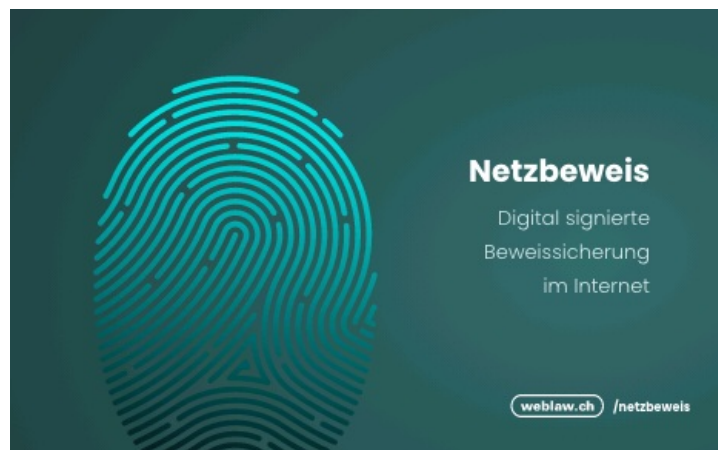 Netzbeweis
Digital signierte
Beweissicherung
im Internet
weblaw.ch /netzbeweis